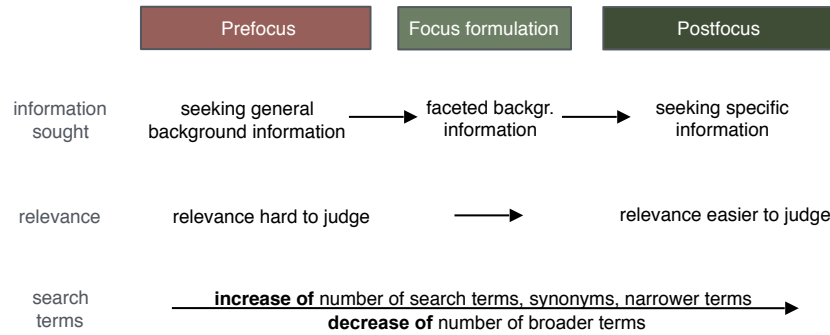 Prefocus
Focus formulation
Postfocus
information
sought
seeking general
background information
faceted backgr.
information
seeking specific
information
relevance
relevance hard to judge
relevance easier to judge
search
terms
increase of number of search terms, synonyms, narrower terms
decrease of number of broader terms